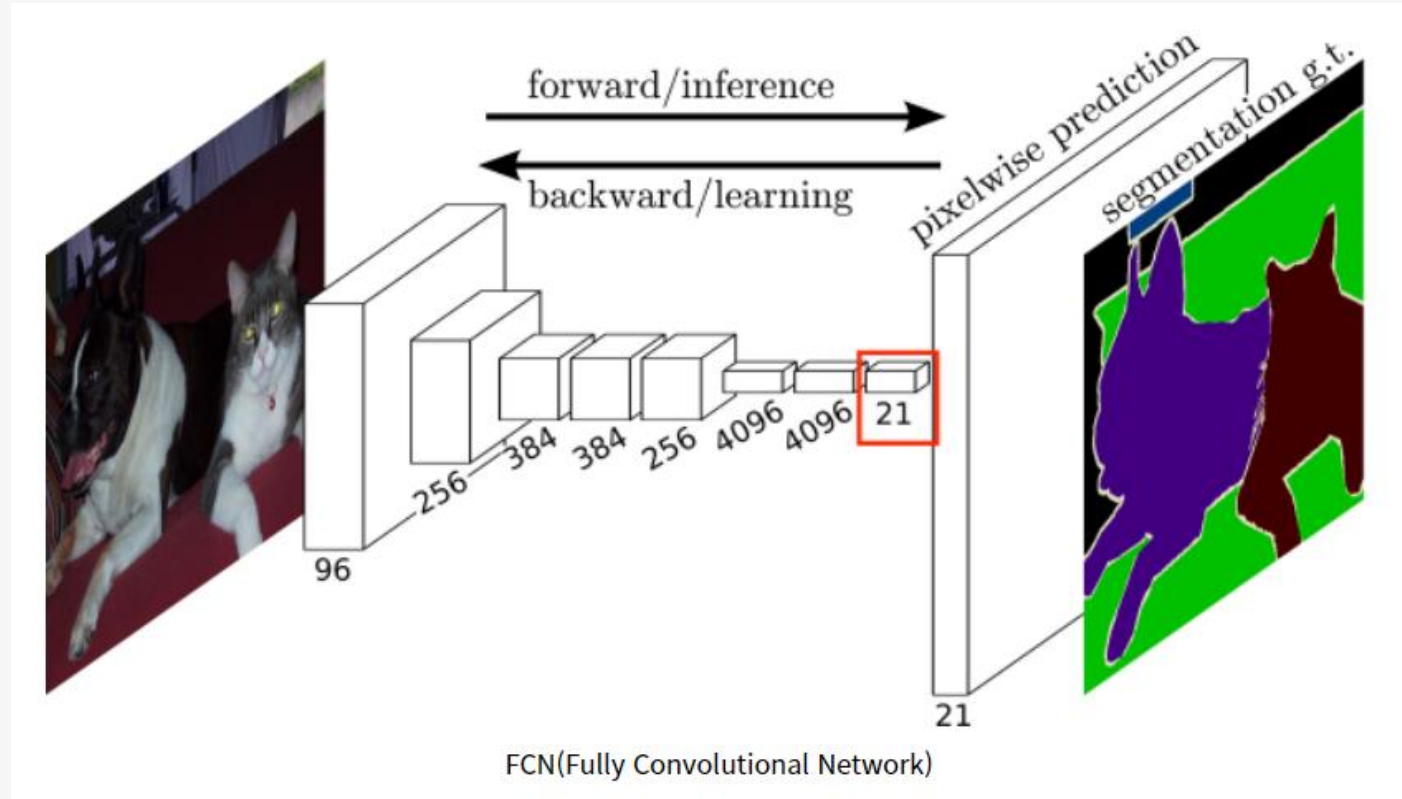 forward/inference
backward/learning
pixelwise prediction
segmentation g.t.
96
256
384
384
256
4096
4096
21
21
FCN(Fully Convolutional Network)